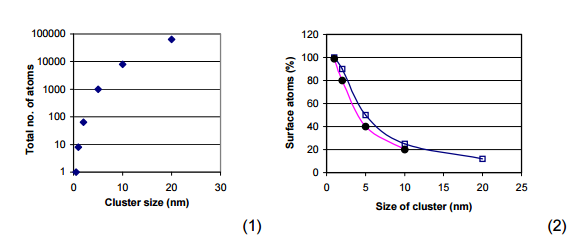 100000
10000
1000
100
10
1
Total no. of atoms
0 10 20 30
Cluster size (nm)
(1)
120
100
80
60
40
20
0
Surface atoms (%)
0 5 10 15 20 25
Size of cluster (nm)
(2)